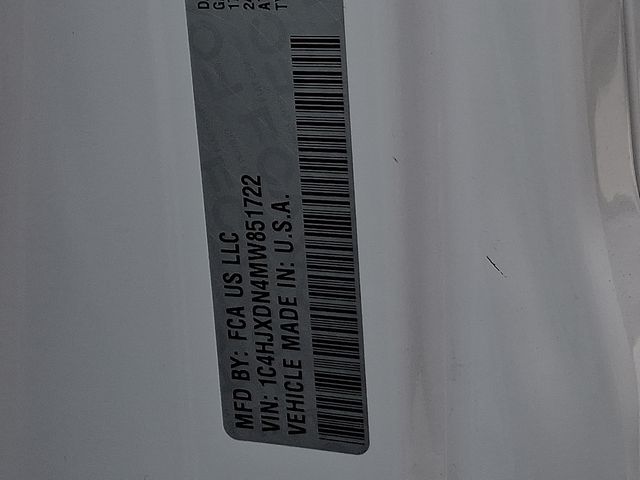 MFD BY: FCA US LLC
VIN: 1C4HJXDN4MW851722
VEHICLE MADE IN: U.S.A.